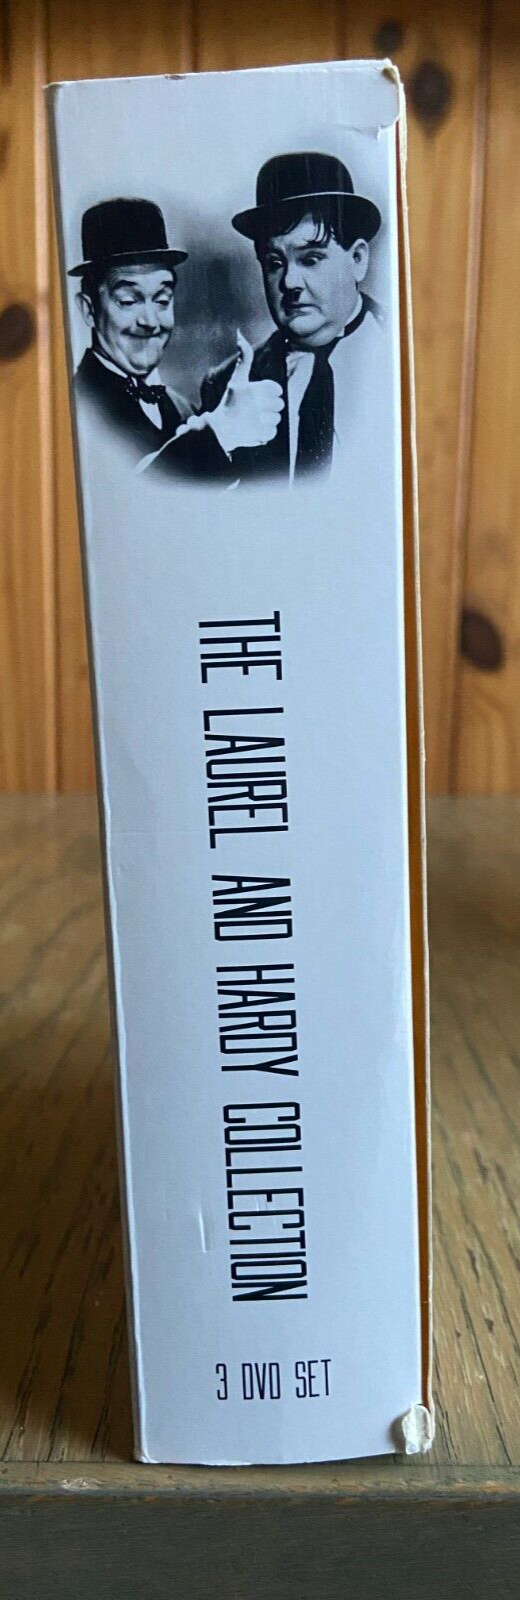 THE LAUREL AND HARDY COLLECTION
3 DVD SET